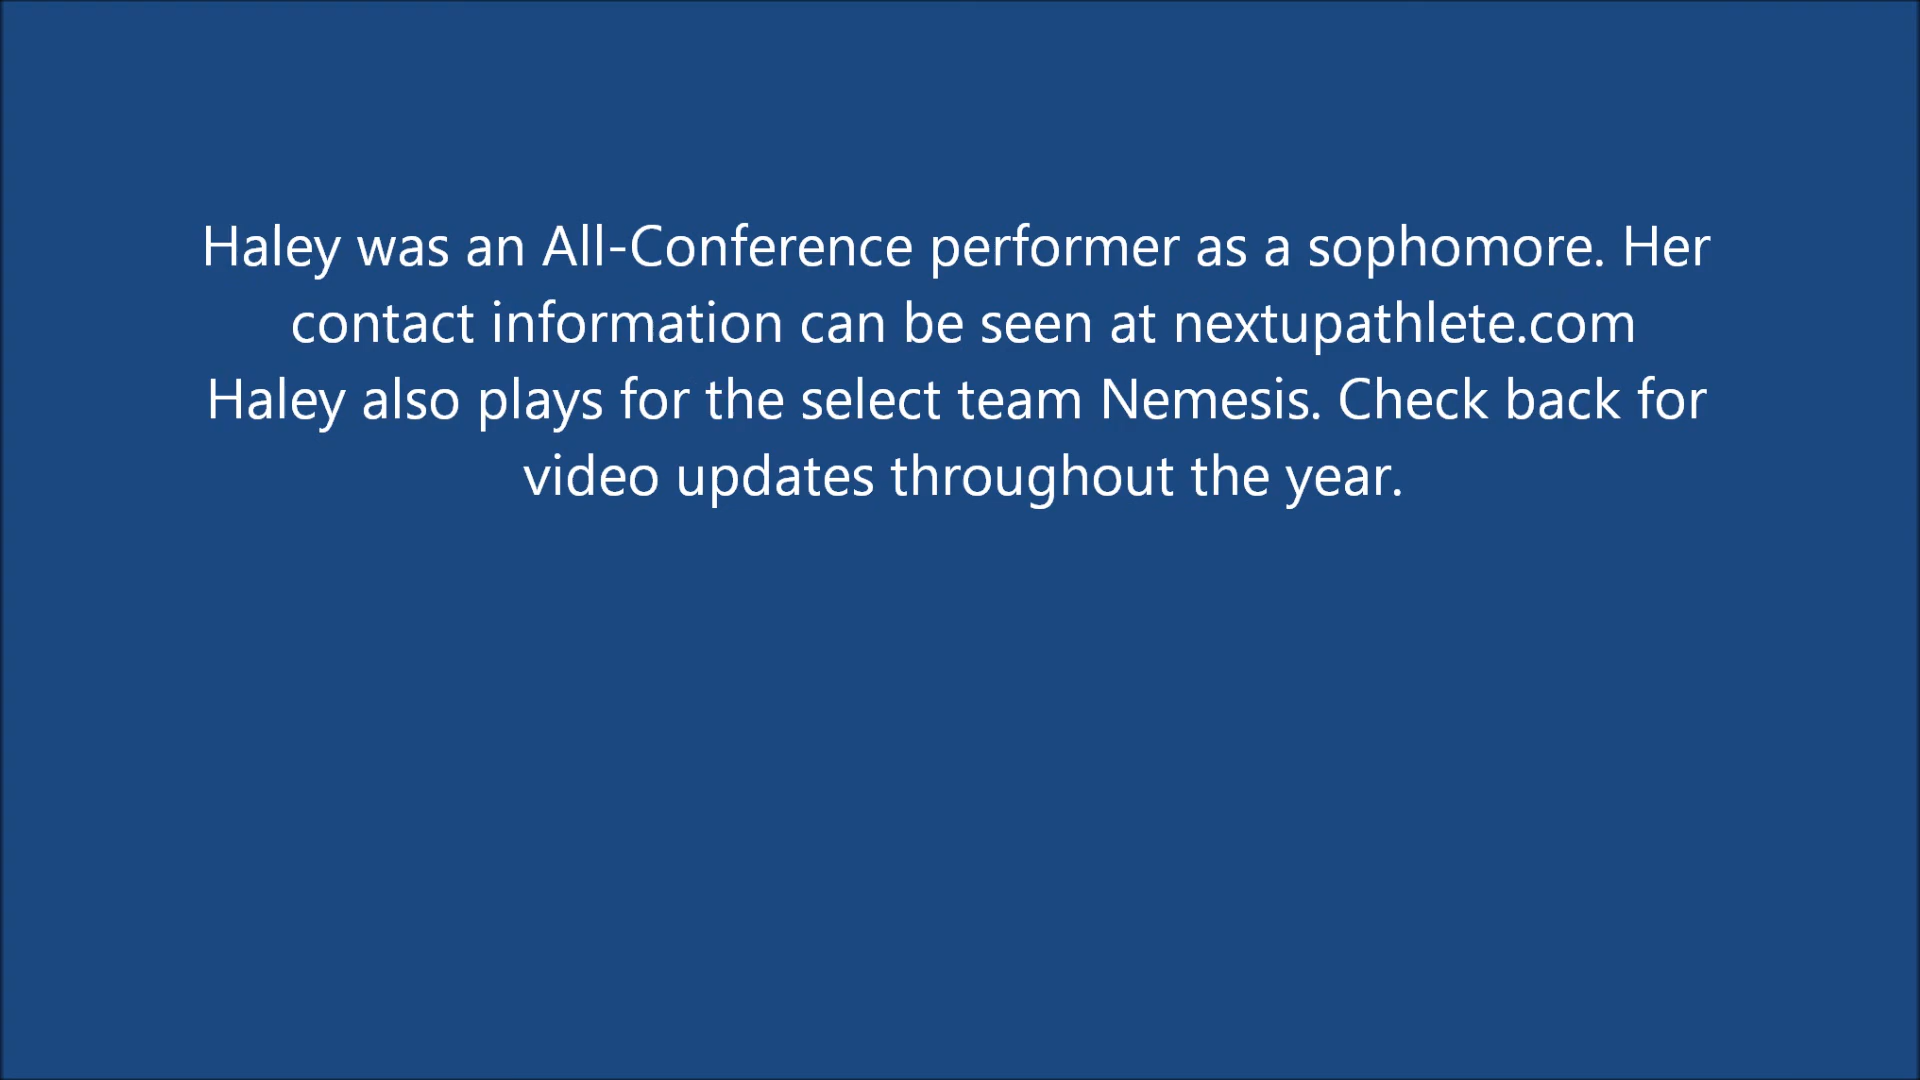 Haley was an All-Conference performer as a sophomore. Her
contact information can be seen at nextupathlete.com
Haley also plays for the select team Nemesis. Check back for
video updates throughout the year.